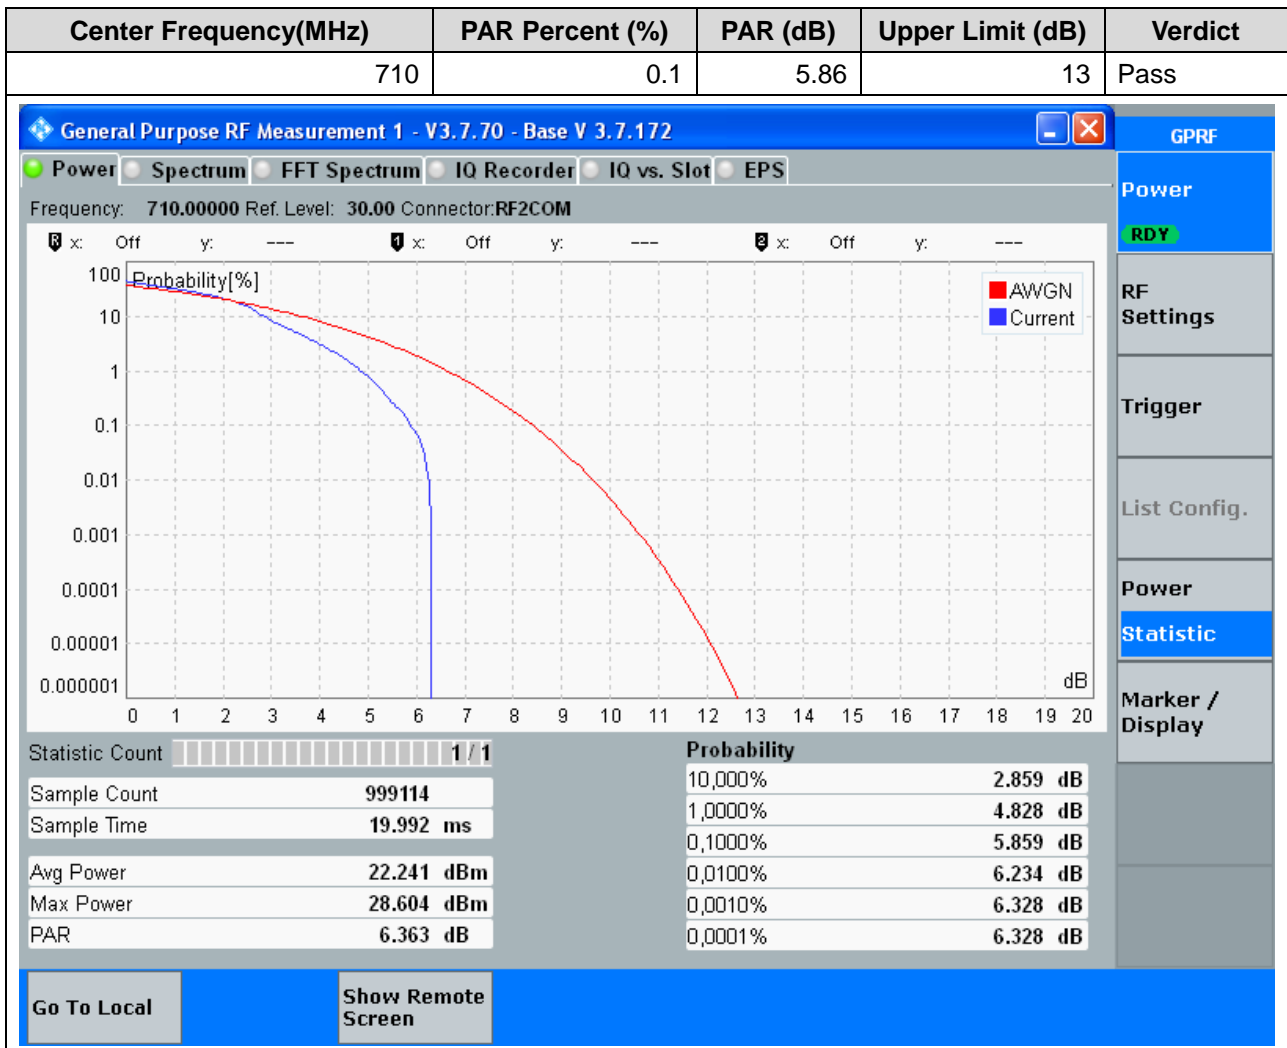 Center Frequency(MHz) PAR Percent (%) PAR (dB) Upper Limit (dB) Verdict
710 0.1 5.86 13 Pass
General Purpose RF Measurement 1 - V3.7.70 - Base V 3.7.172
GPRF
Power Spectrum FFT Spectrum IQ Recorder IQ vs. Slot EPS
Power
RDY
Frequency: 710.00000 Ref. Level: 30.00 Connector:RF2COM
R x: Off y: --- 1 x: Off y: --- 2 x: Off y: ---
Probability[%]
AWGN
Current
100
10
1
0.1
0.01
0.001
0.0001
0.00001
0.000001
dB
0 1 2 3 4 5 6 7 8 9 10 11 12 13 14 15 16 17 18 19 20
RF
Settings
Trigger
List Config.
Power
Statistic
Marker /
Display
Statistic Count 1 / 1
Sample Count 999114
Sample Time 19.992 ms
Avg Power 22.241 dBm
Max Power 28.604 dBm
PAR 6.363 dB
Probability
10,000% 2.859 dB
1,0000% 4.828 dB
0,1000% 5.859 dB
0,0100% 6.234 dB
0,0010% 6.328 dB
0,0001% 6.328 dB
Go To Local
Show Remote
Screen